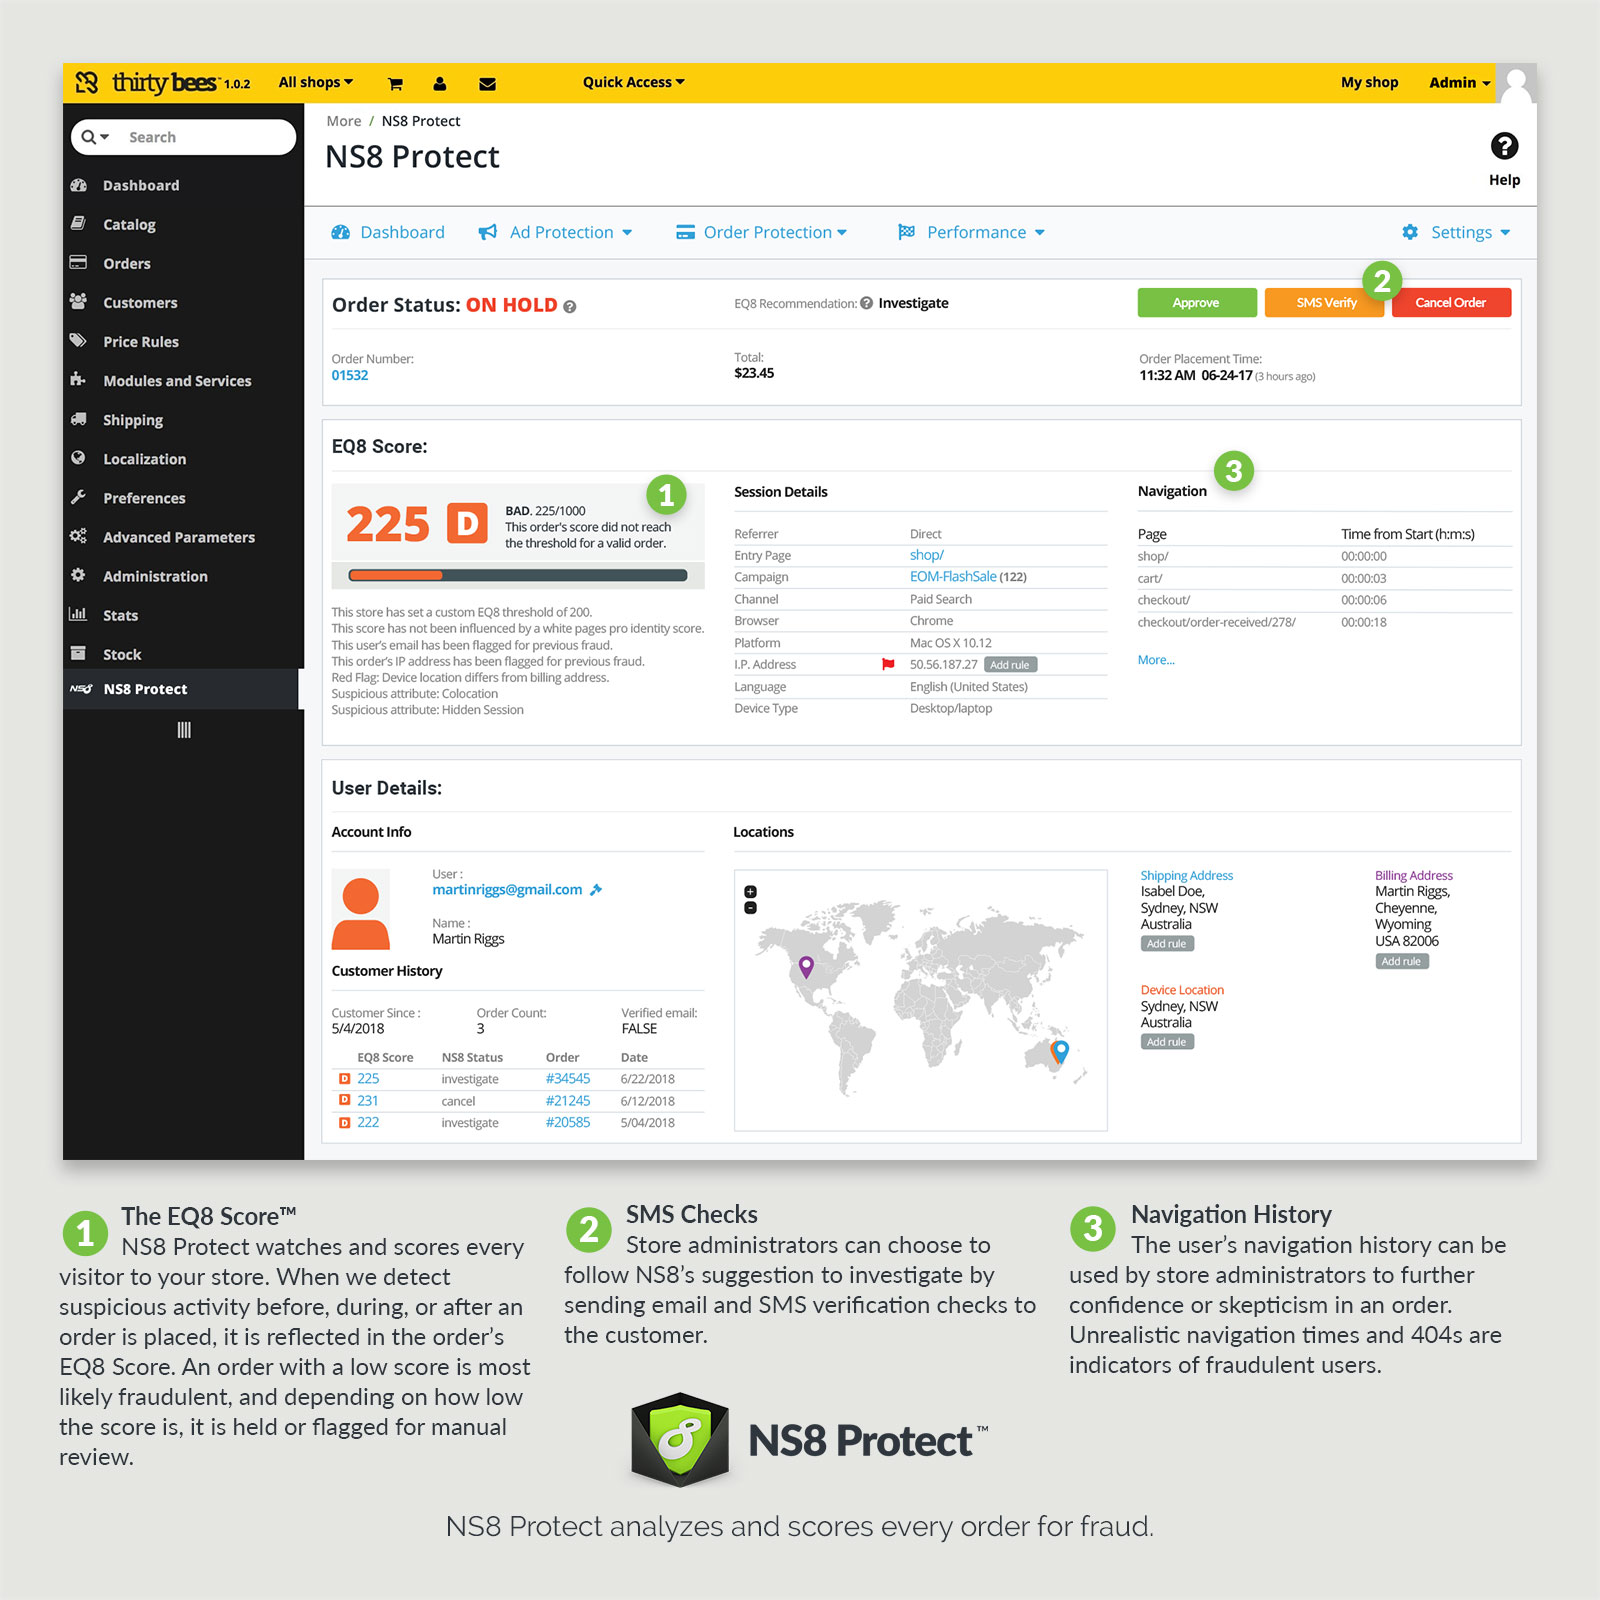 thirty bees™ 1.0.2 All shops Quick Access My shop Admin
Search
Dashboard
Catalog
Orders
Customers
Price Rules
Modules and Services
Shipping
Localization
Preferences
Advanced Parameters
Administration
Stats
Stock
NS8 NS8 Protect
More / NS8 Protect
NS8 Protect
?
Help
Dashboard Ad Protection Order Protection Performance Settings
Order Status: ON HOLD ?
EQ8 Recommendation: ? Investigate
Approve SMS Verify Cancel Order
2
Order Number:
01532
Total:
$23.45
Order Placement Time:
11:32 AM 06-24-17 (3 hours ago)
EQ8 Score:
1
225 D
BAD. 225/1000
This order's score did not reach
the threshold for a valid order.
This store has set a custom EQ8 threshold of 200.
This score has not been influenced by a white pages pro identity score.
This user's email has been flagged for previous fraud.
This order's IP address has been flagged for previous fraud.
Red Flag: Device location differs from billing address.
Suspicious attribute: Colocation
Suspicious attribute: Hidden Session
Session Details
Referrer Direct
Entry Page shop/
Campaign EOM-FlashSale (122)
Channel Paid Search
Browser Chrome
Platform Mac OS X 10.12
I.P. Address 50.56.187.27 Add rule
Language English (United States)
Device Type Desktop/laptop
Navigation
3
Page Time from Start (h:m:s)
shop/ 00:00:00
cart/ 00:00:03
checkout/ 00:00:06
checkout/order-received/278/ 00:00:18
More...
User Details:
Account Info
User :
martinriggs@gmail.com
Name :
Martin Riggs
Customer History
Customer Since : Order Count: Verified email:
5/4/2018 3 FALSE
EQ8 Score NS8 Status Order Date
D 225 investigate #34545 6/22/2018
D 231 cancel #21245 6/12/2018
D 222 investigate #20585 5/04/2018
Locations
+
-
Shipping Address
Isabel Doe,
Sydney, NSW
Australia
Add rule
Device Location
Sydney, NSW
Australia
Add rule
Billing Address
Martin Riggs,
Cheyenne,
Wyoming
USA 82006
Add rule
1
The EQ8 Score™
NS8 Protect watches and scores every
visitor to your store. When we detect
suspicious activity before, during, or after an
order is placed, it is reflected in the order's
EQ8 Score. An order with a low score is most
likely fraudulent, and depending on how low
the score is, it is held or flagged for manual
review.
2
SMS Checks
Store administrators can choose to
follow NS8's suggestion to investigate by
sending email and SMS verification checks to
the customer.
3
Navigation History
The user's navigation history can be
used by store administrators to further
confidence or skepticism in an order.
Unrealistic navigation times and 404s are
indicators of fraudulent users.
8
NS8 Protect™
NS8 Protect analyzes and scores every order for fraud.